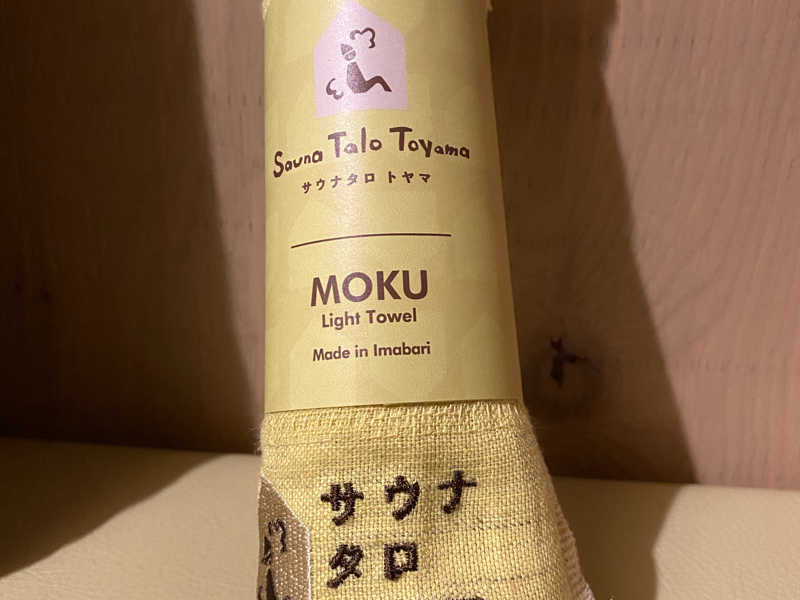 Sauna Talo Toyama
サウナタロ トヤマ
MOKU
Light Towel
Made in Imabari
サウナ
タロ